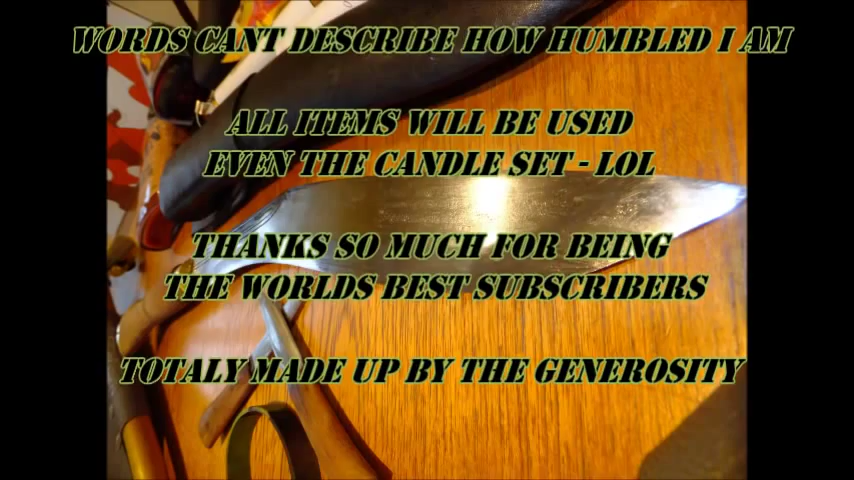 WORDS CANT DESCRIBE HOW HUMBLED I AM
ALL ITEMS WILL BE USED
EVEN THE CANDLE SET - LOL
THANKS SO MUCH FOR BEING
THE WORLDS BEST SUBSCRIBERS
TOTALY MADE UP BY THE GENEROSITY